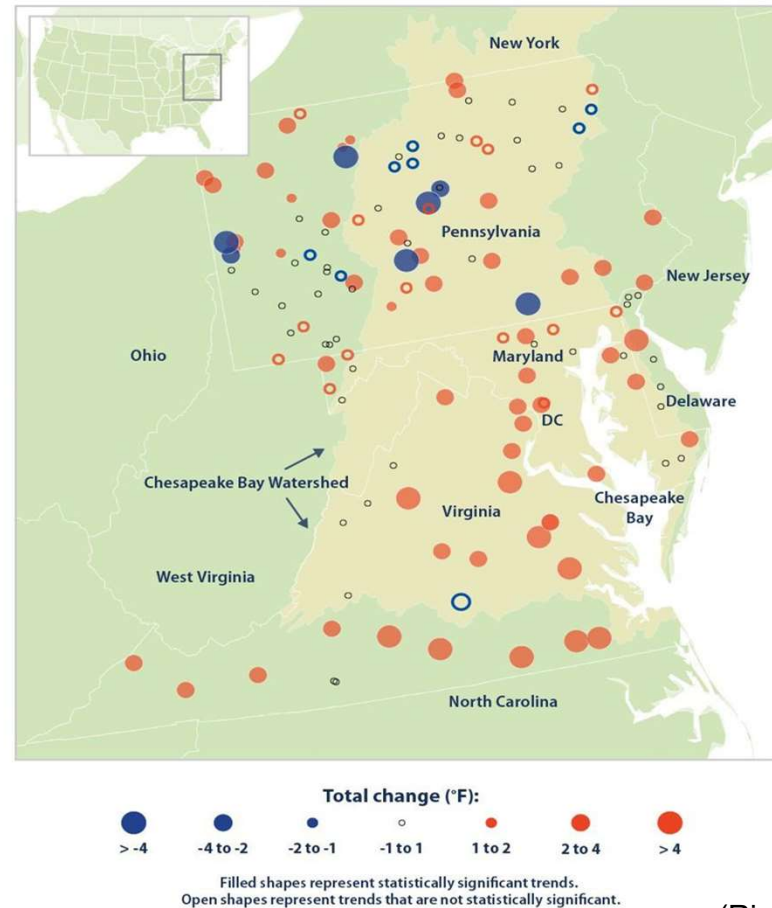 New York
Pennsylvania
New Jersey
Ohio
Maryland
Delaware
DC
Chesapeake Bay Watershed
Chesapeake
Bay
Virginia
West Virginia
North Carolina
Total change (°F):
> -4
-4 to -2
-2 to -1
-1 to 1
1 to 2
2 to 4
> 4
Filled shapes represent statistically significant trends.
Open shapes represent trends that are not statistically significant.